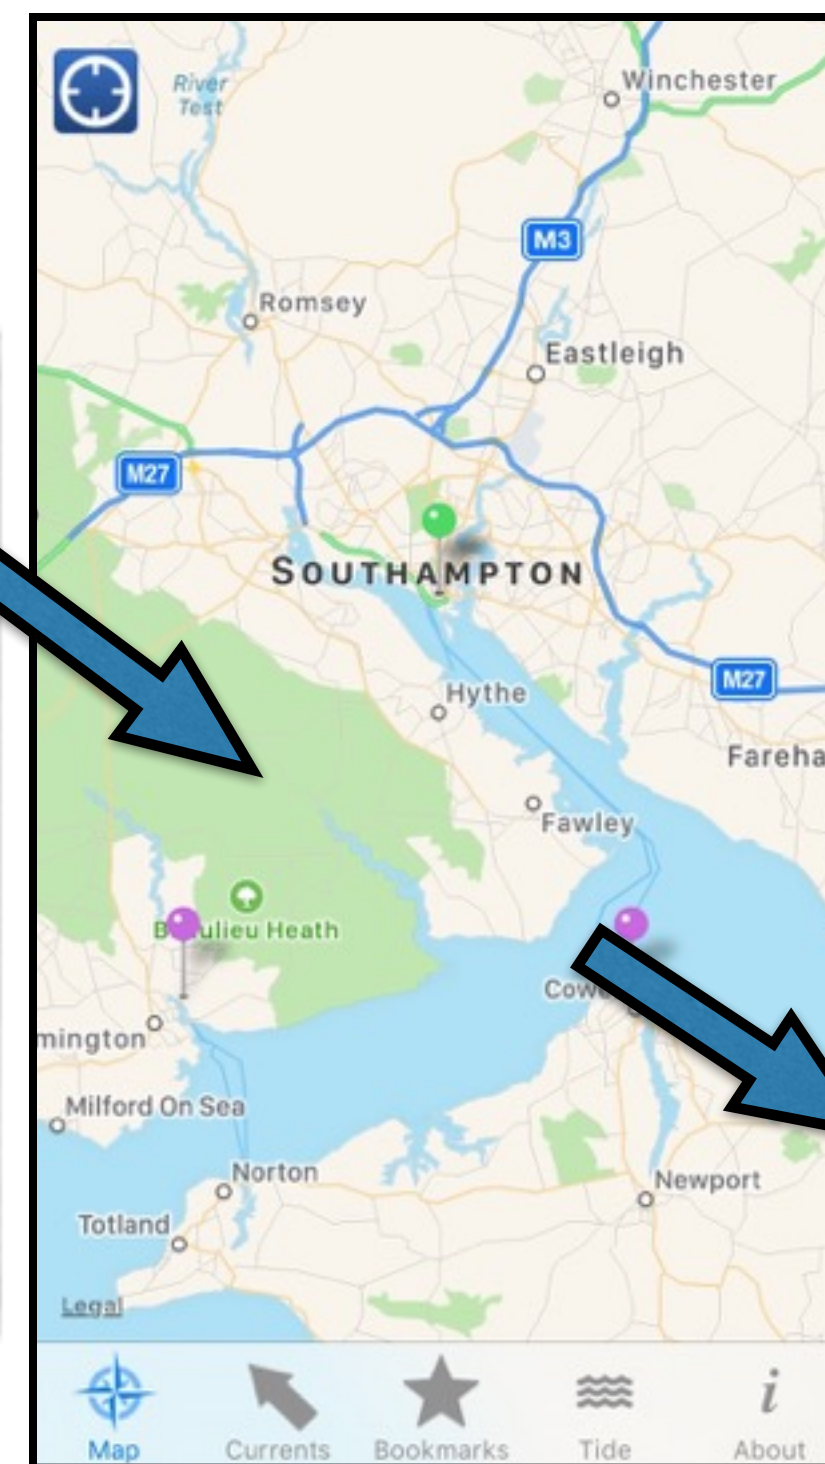 River
Test
Winchester
M3
Romsey
Eastleigh
M27
SOUTHAMPTON
Hythe
M27
Fareha
Fawley
ulieu Heath
Cow
mington
Milford On Sea
Norton
Newport
Totland
Legal
Map
Currents
Bookmarks
Tide
i
About